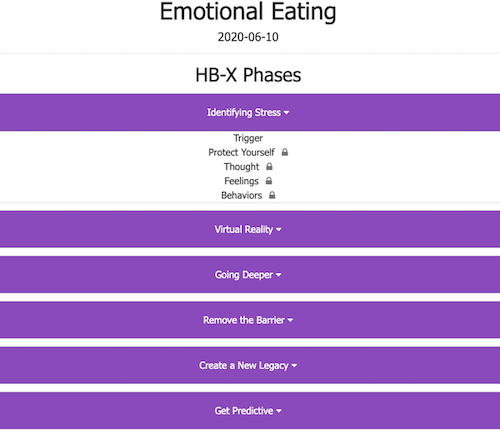 Emotional Eating
2020-06-10
HB-X Phases
Identifying Stress
Trigger
Protect Yourself
Thought
Feelings
Behaviors
Virtual Reality
Going Deeper
Remove the Barrier
Create a New Legacy
Get Predictive